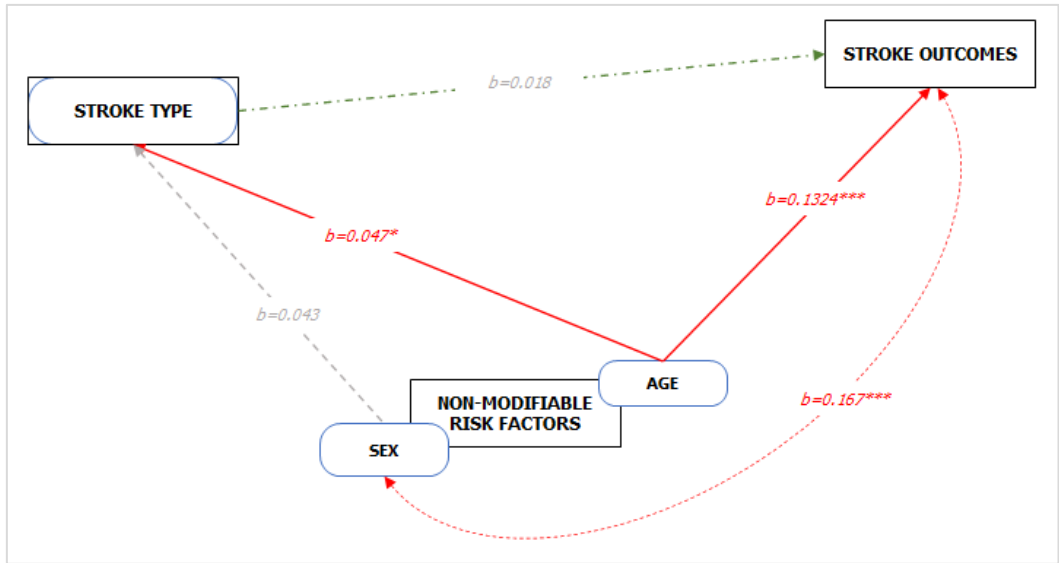 STROKE OUTCOMES
b=0.018
STROKE TYPE
b=0.1324***
b=0.047*
b=0.043
AGE
b=0.167***
NON-MODIFIABLE
RISK FACTORS
SEX